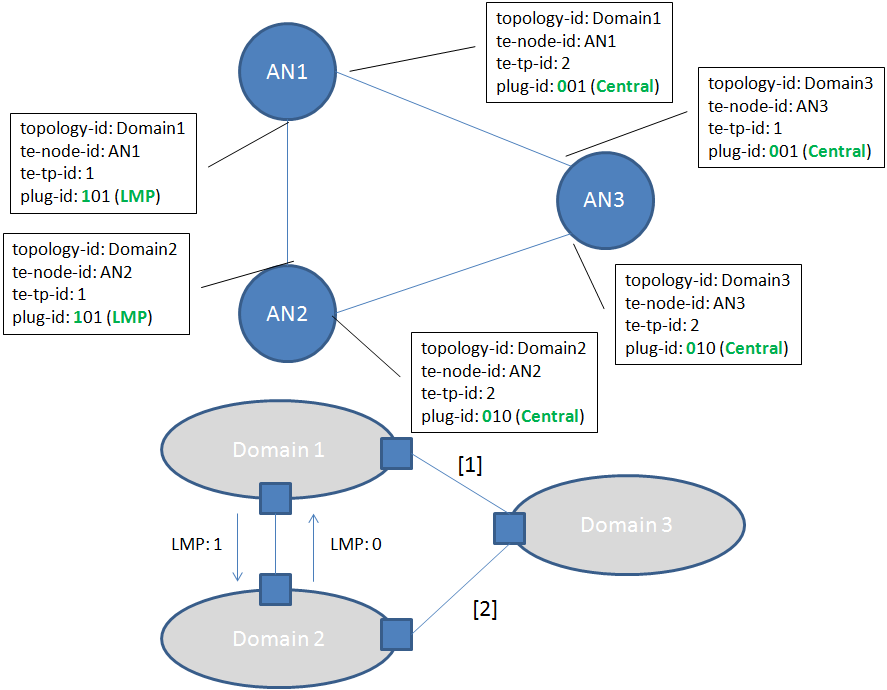 topology-id: Domain1
te-node-id: AN1
te-tp-id: 2
plug-id: 001 (Central)
AN1
topology-id: Domain3
te-node-id: AN3
te-tp-id: 1
plug-id: 001 (Central)
topology-id: Domain1
te-node-id: AN1
te-tp-id: 1
plug-id: 101 (LMP)
AN3
topology-id: Domain2
te-node-id: AN2
te-tp-id: 1
plug-id: 101 (LMP)
AN2
topology-id: Domain3
te-node-id: AN3
te-tp-id: 2
plug-id: 010 (Central)
topology-id: Domain2
te-node-id: AN2
te-tp-id: 2
plug-id: 010 (Central)
Domain 1
[1]
Domain 3
LMP: 1
LMP: 0
[2]
Domain 2